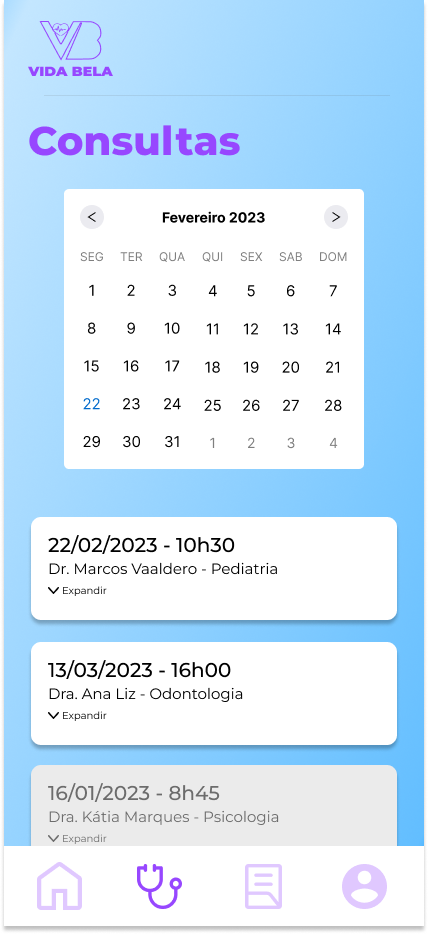 VB
VIDA BELA
Consultas
< Fevereiro 2023 >
SEG TER QUA QUI SEX SAB DOM
1 2 3 4 5 6 7
8 9 10 11 12 13 14
15 16 17 18 19 20 21
22 23 24 25 26 27 28
29 30 31 1 2 3 4
22/02/2023 - 10h30
Dr. Marcos Vaaldero - Pediatria
Expandir
13/03/2023 - 16h00
Dra. Ana Liz - Odontologia
Expandir
16/01/2023 - 8h45
Dra. Kátia Marques - Psicologia
Expandir